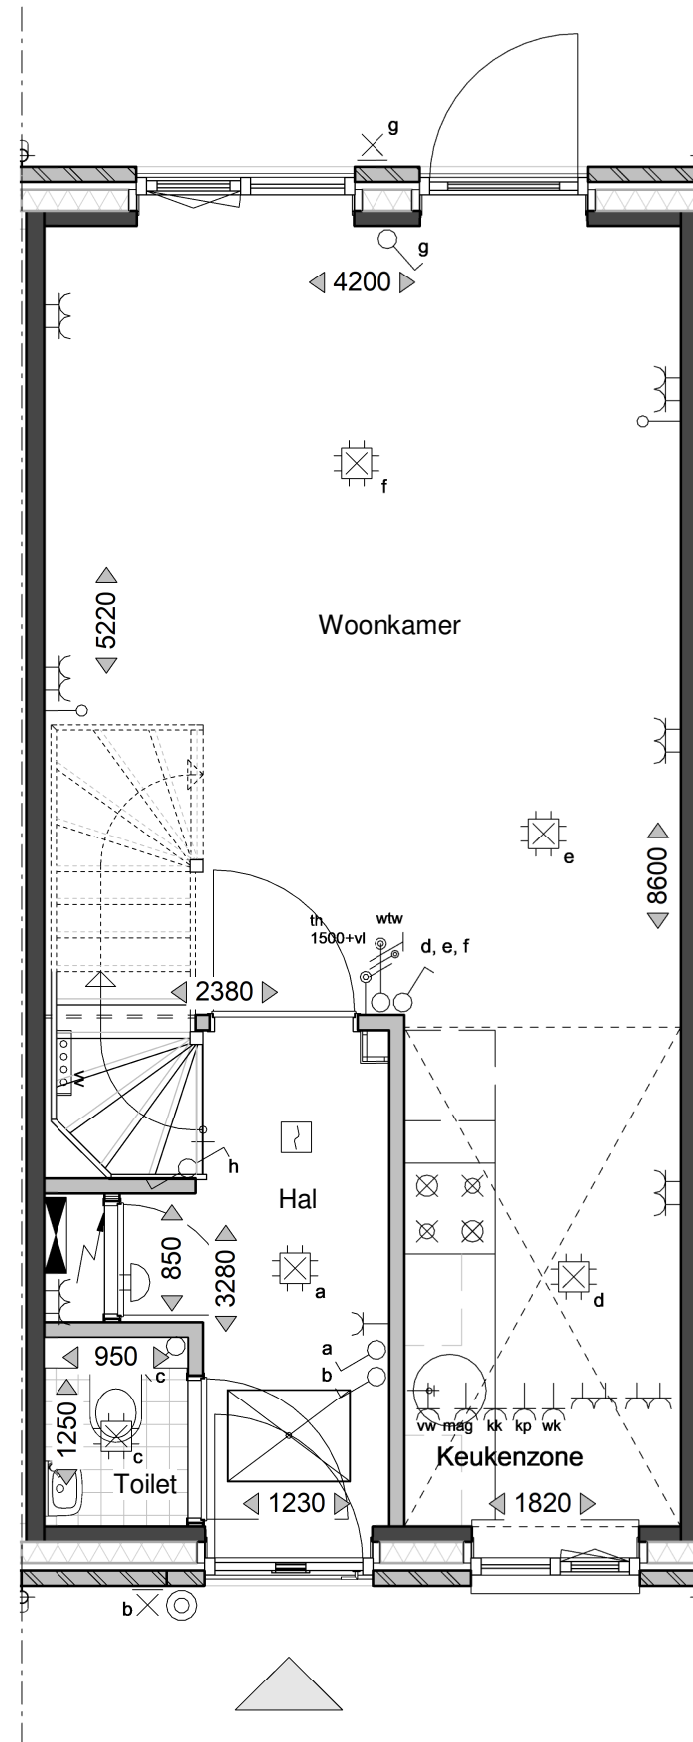 g
g
4200
f
5220
Woonkamer
e
8600
th
wtw
1500+vl
d, e, f
2380
h
Hal
850
3280
a
d
a
b
950
c
1250
c
vw
mag
kk
kp
wk
Keukenzone
Toilet
1230
1820
b